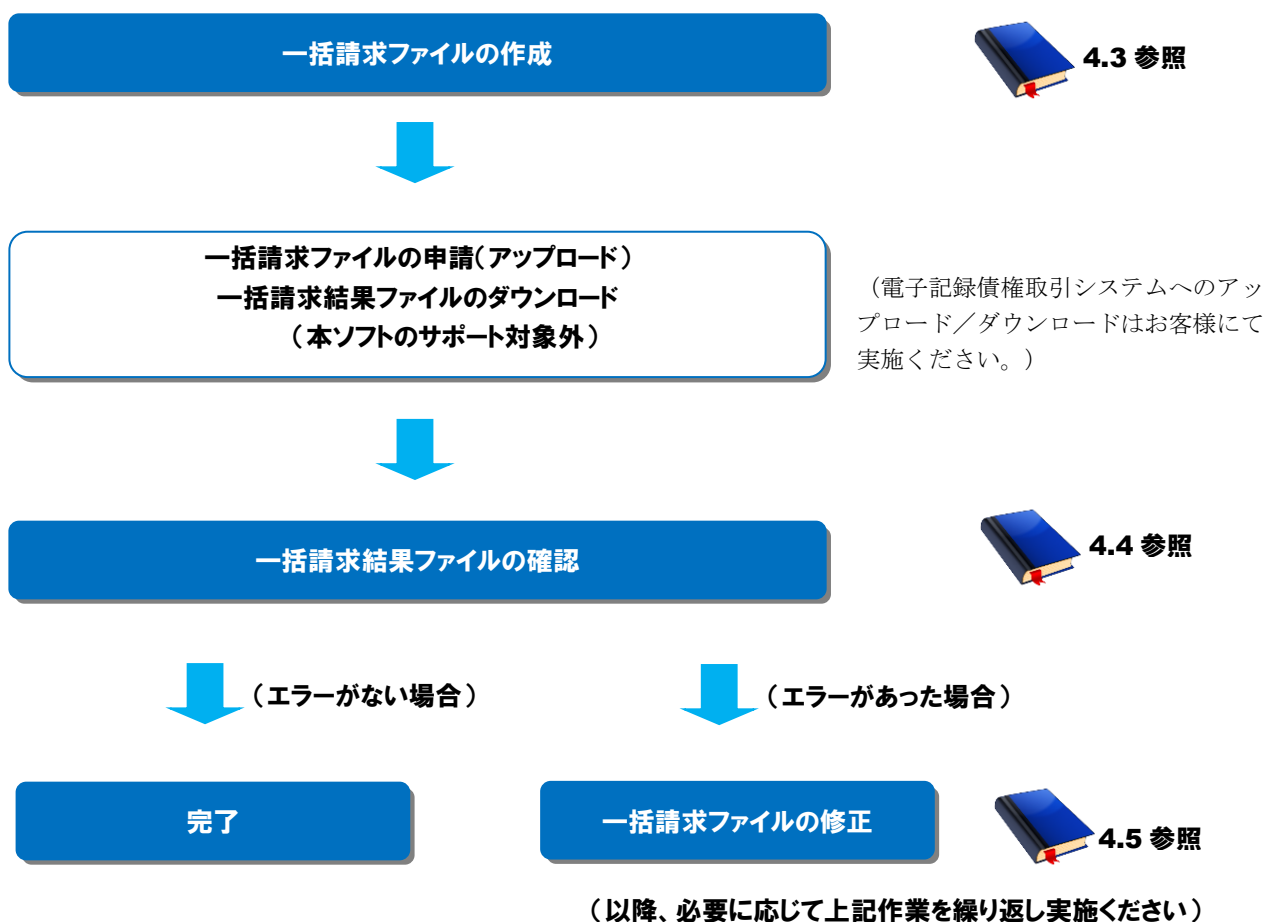 一括請求ファイルの作成
4.3 参照
一括請求ファイルの申請(アップロード)
一括請求結果ファイルのダウンロード
(本ソフトのサポート対象外)
(電子記録債権取引システムへのアッ
プロード／ダウンロードはお客様にて
実施ください。)
一括請求結果ファイルの確認
4.4 参照
(エラーがない場合)
(エラーがあった場合)
完了
一括請求ファイルの修正
4.5 参照
(以降、必要に応じて上記作業を繰り返し実施ください)